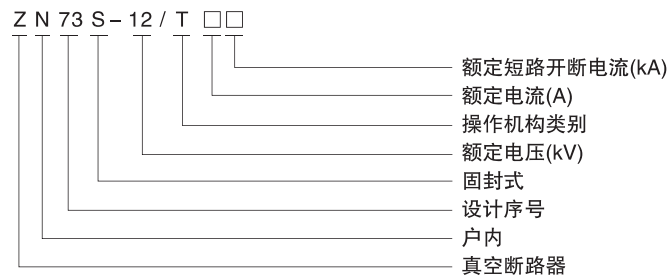 Z N 73 S - 12 / T □ □
额定短路开断电流(kA)
额定电流(A)
操作机构类别
额定电压(kV)
固封式
设计序号
户内
真空断路器